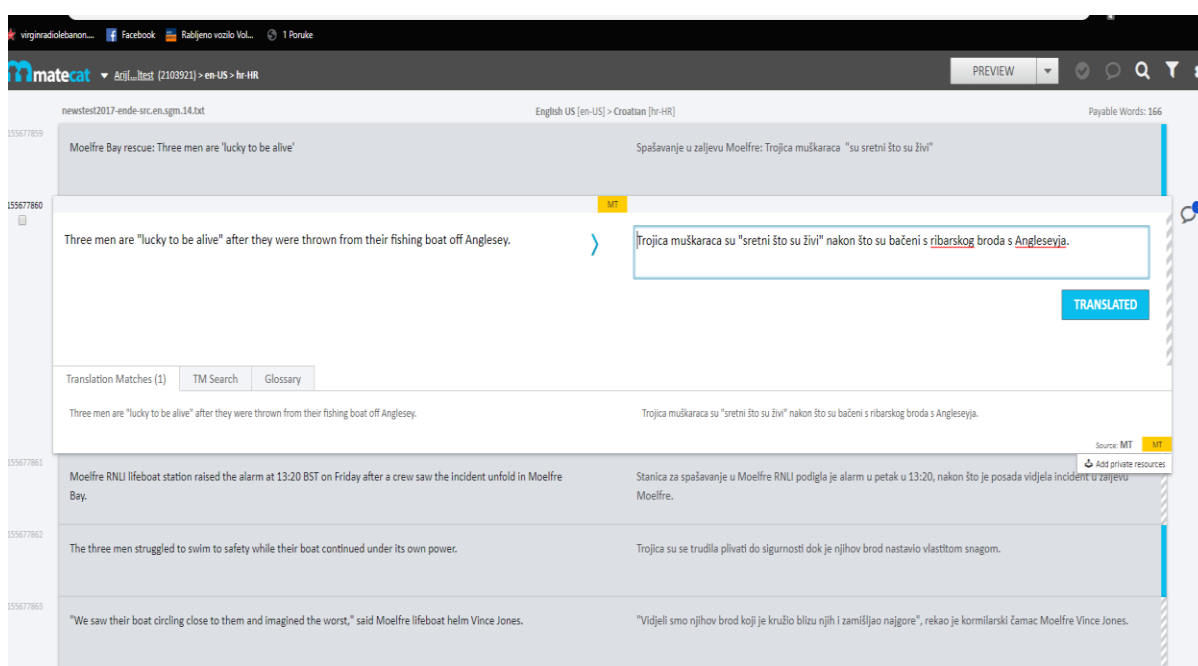 virginradiolebanon.... Facebook Rabljeno vozilo Vol... 1 Poruke
matecat Arij[...]test (2103921) > en-US > hr-HR PREVIEW
newstest2017-ende-src.en.sgm.14.txt English US [en-US] > Croatian [hr-HR] Payable Words: 166
155677859
Moelfre Bay rescue: Three men are 'lucky to be alive' Spašavanje u zaljevu Moelfre: Trojica muškaraca "su sretni što su živi"
155677860
MT
Three men are "lucky to be alive" after they were thrown from their fishing boat off Anglesey. Trojica muškaraca su "sretni što su živi" nakon što su bačeni s ribarskog broda s Angleseyja.
TRANSLATED
Translation Matches (1) TM Search Glossary
Three men are "lucky to be alive" after they were thrown from their fishing boat off Anglesey. Trojica muškaraca su "sretni što su živi" nakon što su bačeni s ribarskog broda s Angleseyja.
Source: MT MT
Add private resources
155677861
Moelfre RNLI lifeboat station raised the alarm at 13:20 BST on Friday after a crew saw the incident unfold in Moelfre Stanica za spašavanje u Moelfre RNLI podigla je alarm u petak u 13:20, nakon što je posada vidjela incident u zaljevu
Bay. Moelfre.
155677862
The three men struggled to swim to safety while their boat continued under its own power. Trojica su se trudila plivati do sigurnosti dok je njihov brod nastavio vlastitom snagom.
155677863
"We saw their boat circling close to them and imagined the worst," said Moelfre lifeboat helm Vince Jones. "Vidjeli smo njihov brod koji je kružio blizu njih i zamišljao najgore", rekao je kormilarski čamac Moelfre Vince Jones.